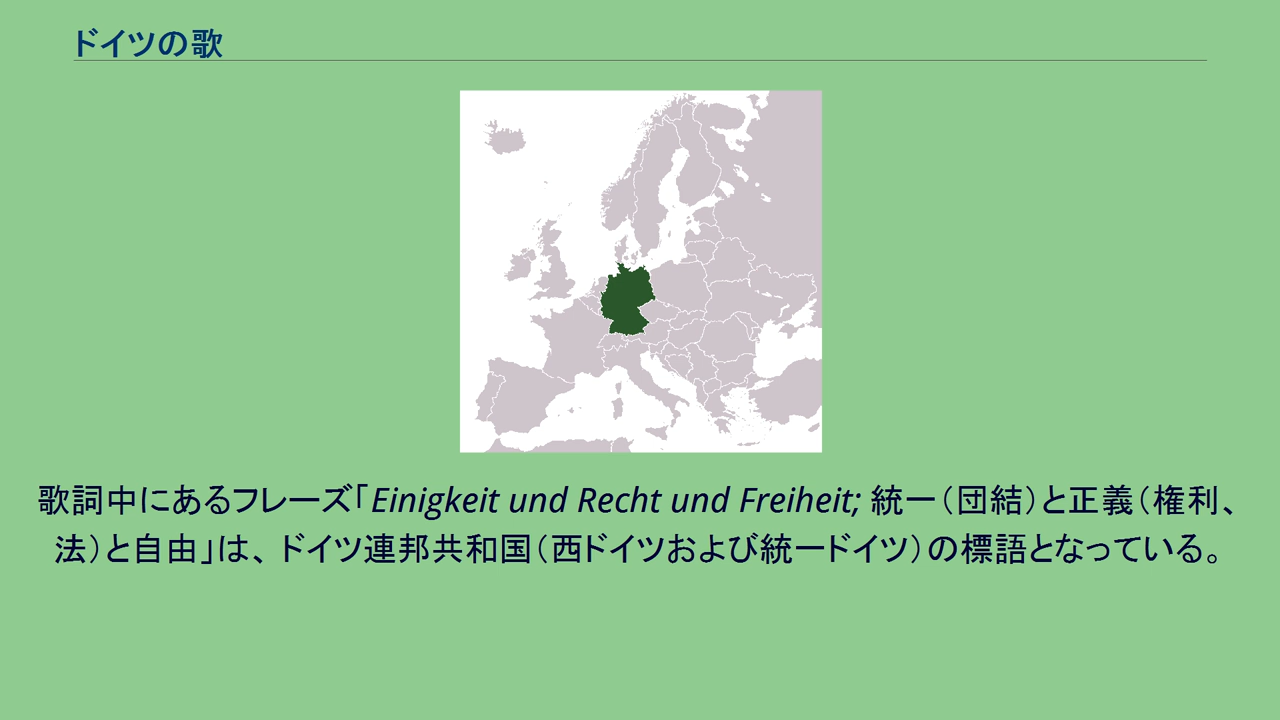 ドイツの歌
歌詞中にあるフレーズ「Einigkeit und Recht und Freiheit; 統一（団結）と正義（権利、
法）と自由」は、ドイツ連邦共和国（西ドイツおよび統一ドイツ）の標語となっている。